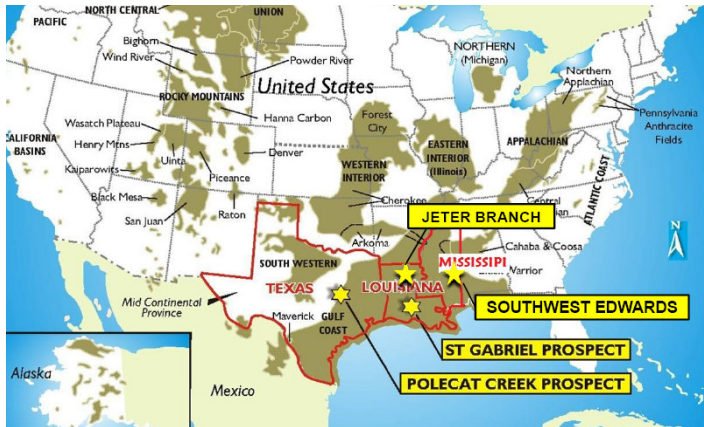 NORTH CENTRAL
UNION
PACIFIC
Bighorn
Wind River
Powder River
NORTHERN
(Michigan)
United States
Northern
Applachian
ROCKY MOUNTAINS
Hanna Carbon
Forest
City
Pennsylvania
Anthracite
Fields
Wasatch Plateau
Henry Mtns
CALIFORNIA
BASINS
Uinta
Denver
EASTERN
INTERIOR
(Illinois)
APPALACHIAN
Kaiparowits
Piceance
WESTERN
INTERIOR
Central
ATLANTIC COAST
Black Mesa
San Juan
Raton
Cherokee
JETER BRANCH
Arkoma
Cahaba & Coosa
N
SOUTH WESTERN
MISSISSIPI
Warrior
TEXAS
LOUISIANA
Mid Continental
Province
Maverick
GULF
COAST
SOUTHWEST EDWARDS
ST GABRIEL PROSPECT
Alaska
Mexico
POLECAT CREEK PROSPECT